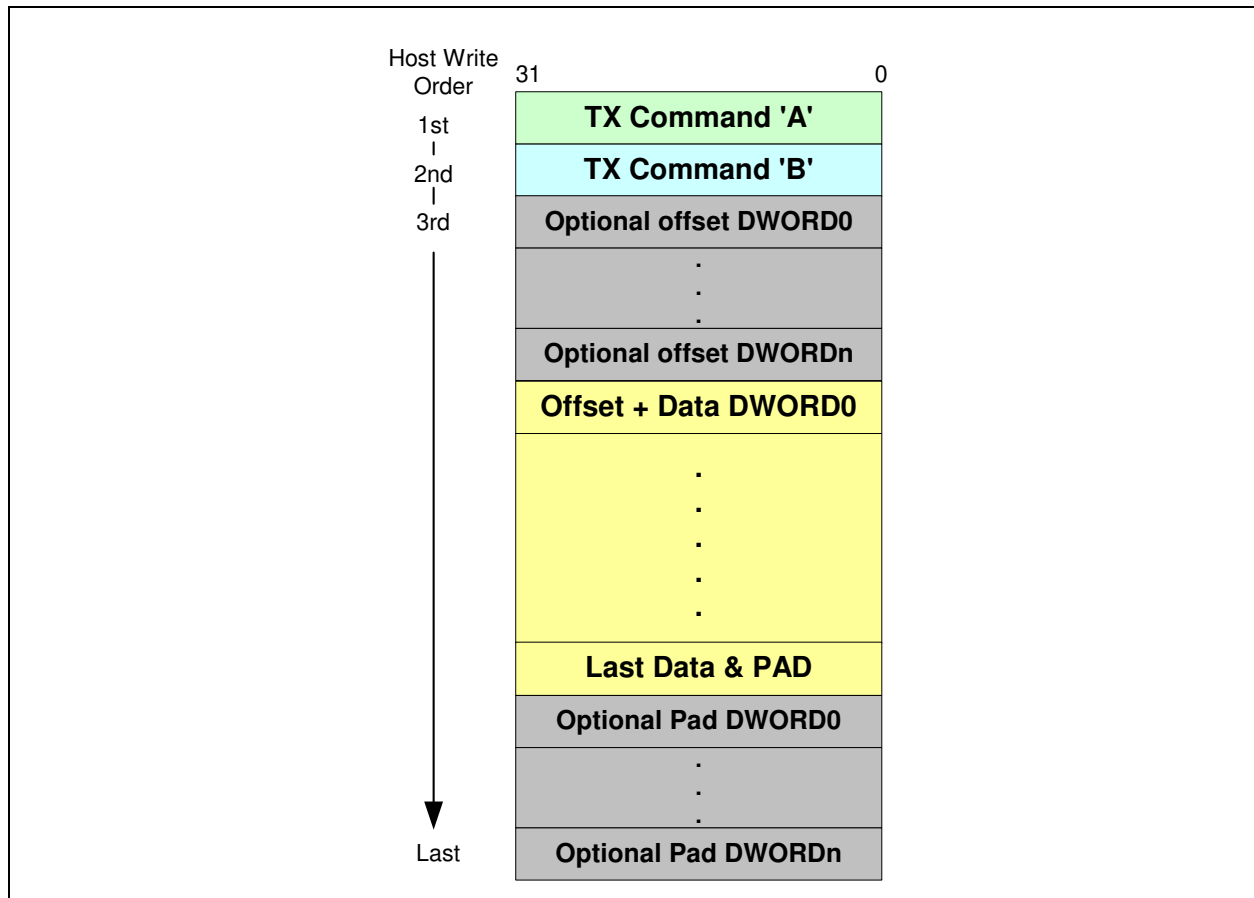 Host Write
Order
31
0
1st
TX Command 'A'
2nd
TX Command 'B'
3rd
Optional offset DWORD0
.
.
.
Optional offset DWORDn
Offset + Data DWORD0
.
.
.
.
.
Last Data & PAD
Optional Pad DWORD0
.
.
.
Last
Optional Pad DWORDn